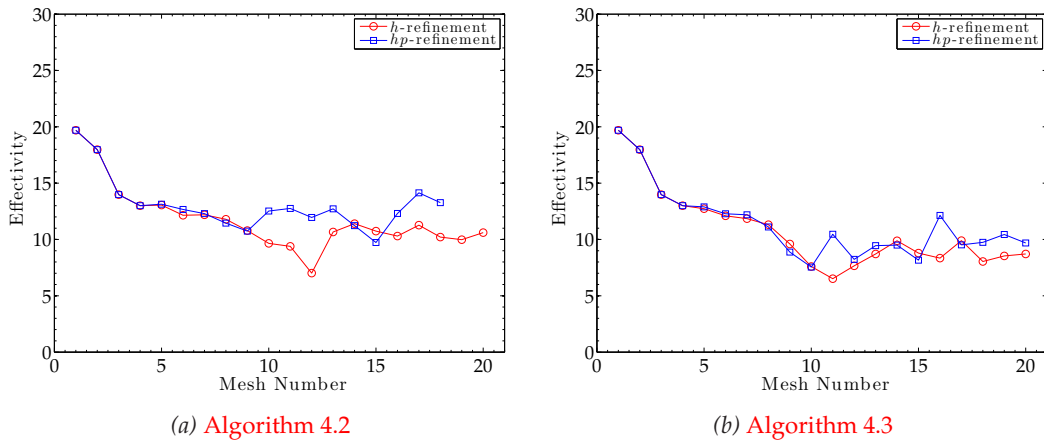 30
25
20
15
10
5
0
Effectivity
h-refinement
hp-refinement
0 5 10 15 20
Mesh Number
(a) Algorithm 4.2
30
25
20
15
10
5
0
Effectivity
h-refinement
hp-refinement
0 5 10 15 20
Mesh Number
(b) Algorithm 4.3